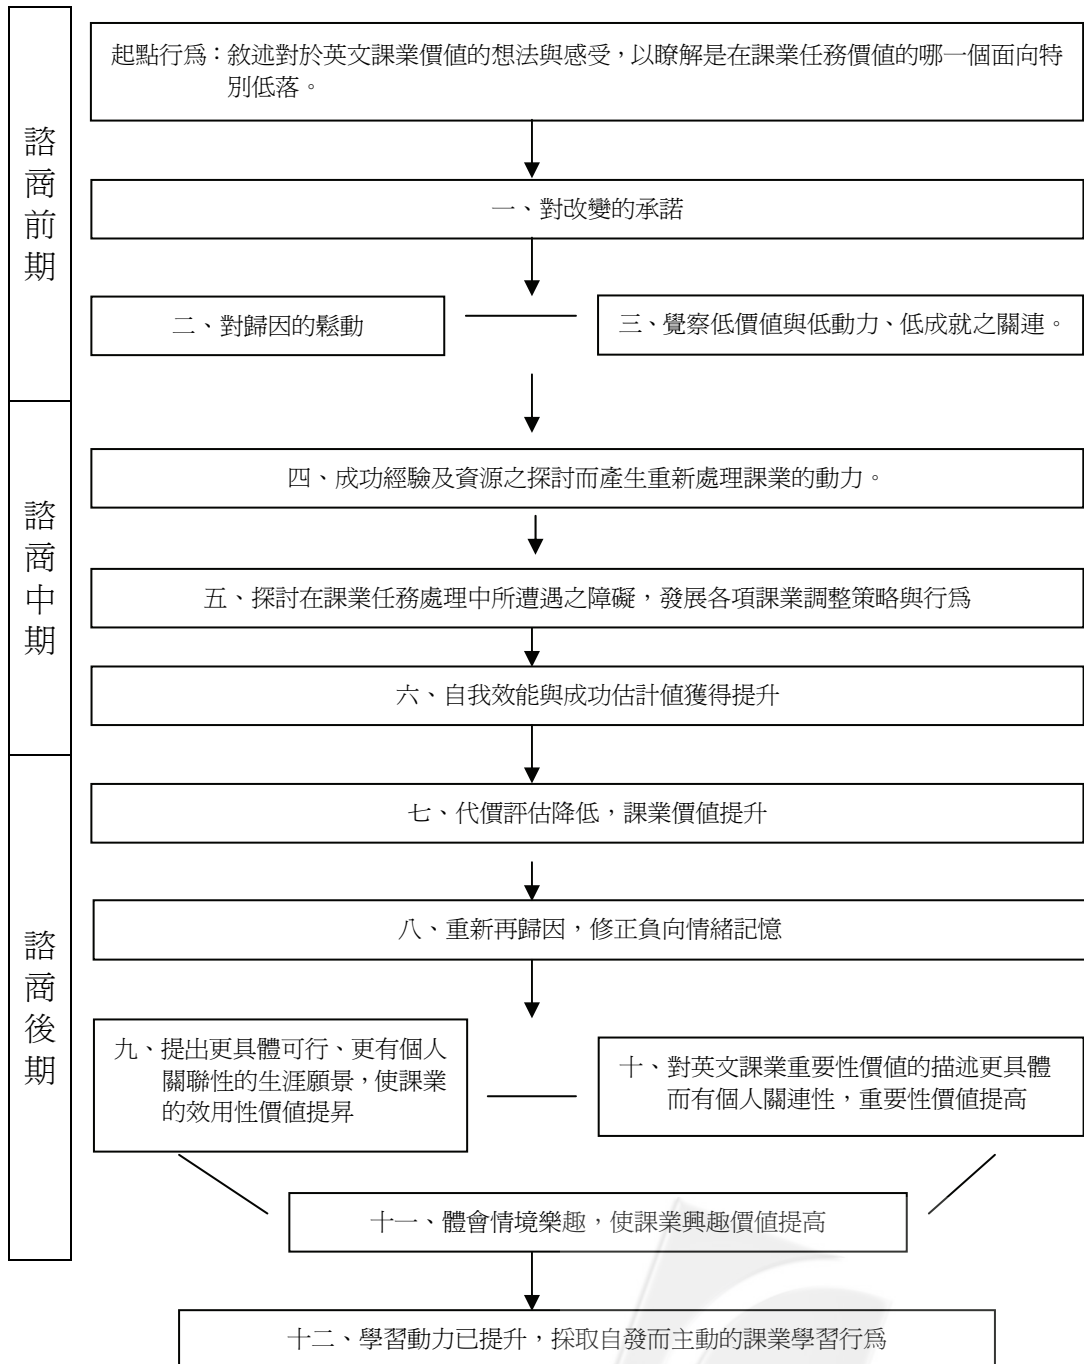 諮商前期
起點行為：敘述對於英文課業價值的想法與感受，以瞭解是在課業任務價值的哪一個面向特
別低落。
一、對改變的承諾
二、對歸因的鬆動
三、覺察低價值與低動力、低成就之關連。
諮商中期
四、成功經驗及資源之探討而產生重新處理課業的動力。
五、探討在課業任務處理中所遭遇之障礙，發展各項課業調整策略與行為
六、自我效能與成功估計值獲得提升
諮商後期
七、代價評估降低，課業價值提升
八、重新再歸因，修正負向情緒記憶
九、提出更具體可行、更有個人
關聯性的生涯願景，使課業
的效用性價值提昇
十、對英文課業重要性價值的描述更具體
而有個人關連性，重要性價值提高
十一、體會情境樂趣，使課業興趣價值提高
十二、學習動力已提升，採取自發而主動的課業學習行為